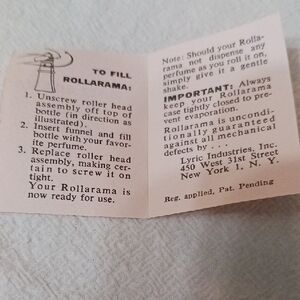 TO FILL
ROLLARAMA:
1. Unscrew roller head
assembly off top of
bottle (in direction as
illustrated)
2. Insert funnel and fill
bottle with your favor-
ite perfume.
3. Replace roller head
assembly, making cer-
tain to screw it on
tight.
Your Rollarama is
now ready for use.
Note: Should your Rolla-
rama not dispense any
perfume as you roll it on,
simply give it a gentle
shake.
IMPORTANT: Always
keep your Rollarama
case tightly closed to pre-
vent evaporation.
Rollarama is uncondi-
tionally guaranteed
against all mechanical
defects by . . .
Lyric Industries, Inc.
450 West 31st Street
New York 1, N. Y.
Reg. applied, Pat. Pending